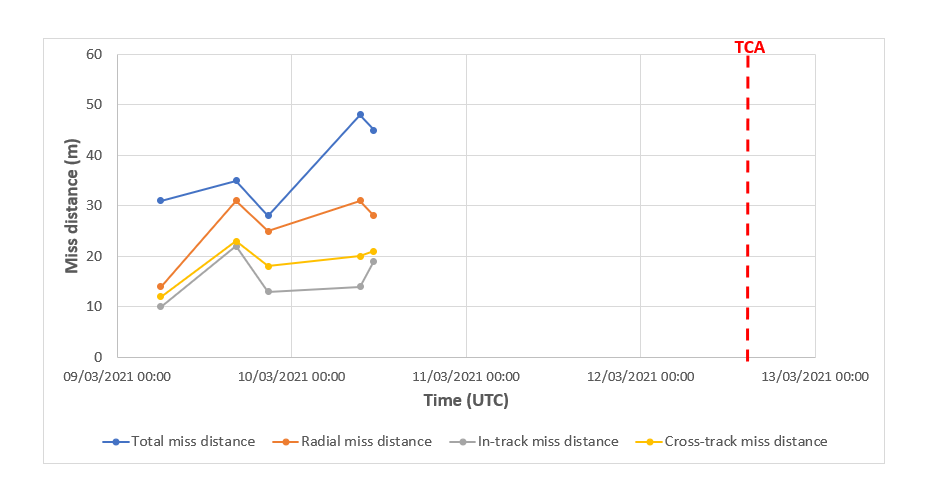 TCA
60
50
40
30
20
10
0
Miss distance (m)
09/03/2021 00:00 10/03/2021 00:00 11/03/2021 00:00 12/03/2021 00:00 13/03/2021 00:00
Time (UTC)
Total miss distance Radial miss distance In-track miss distance Cross-track miss distance